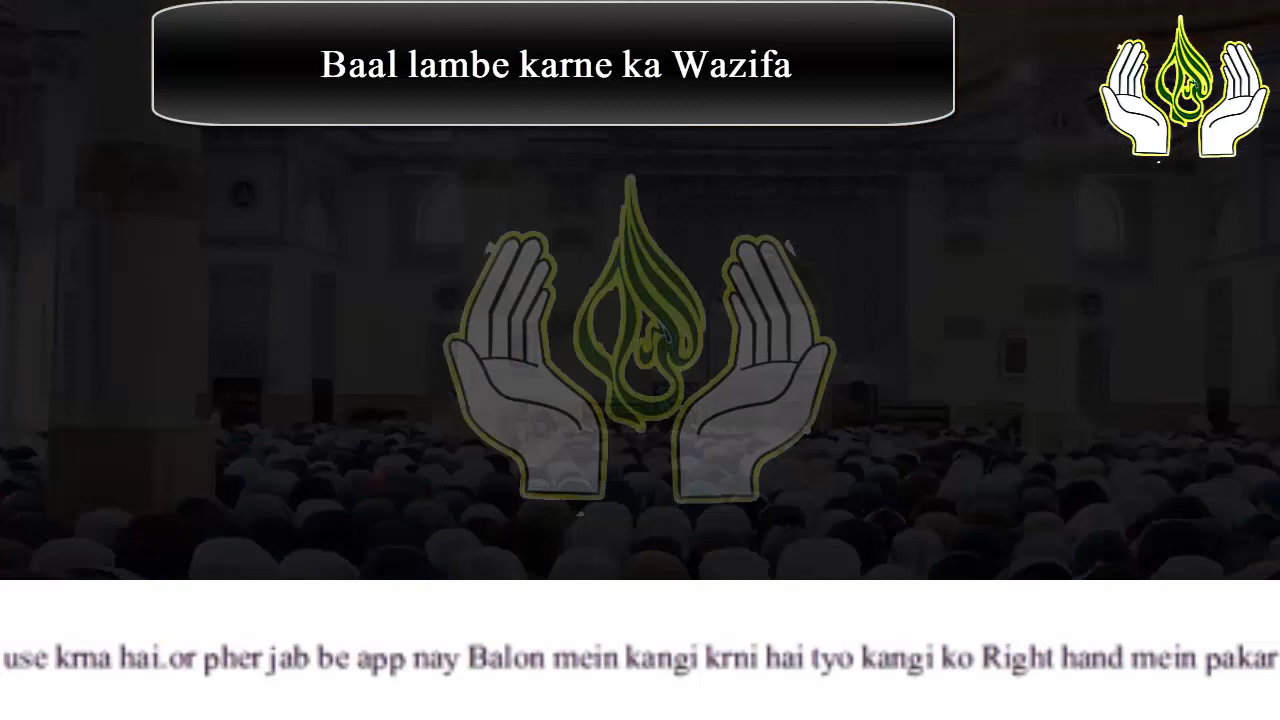 Baal lambe karne ka Wazifa
use krna hai.or pher jab be app nay Balon mein kangi krni hai tyo kangi ko Right hand mein pakar